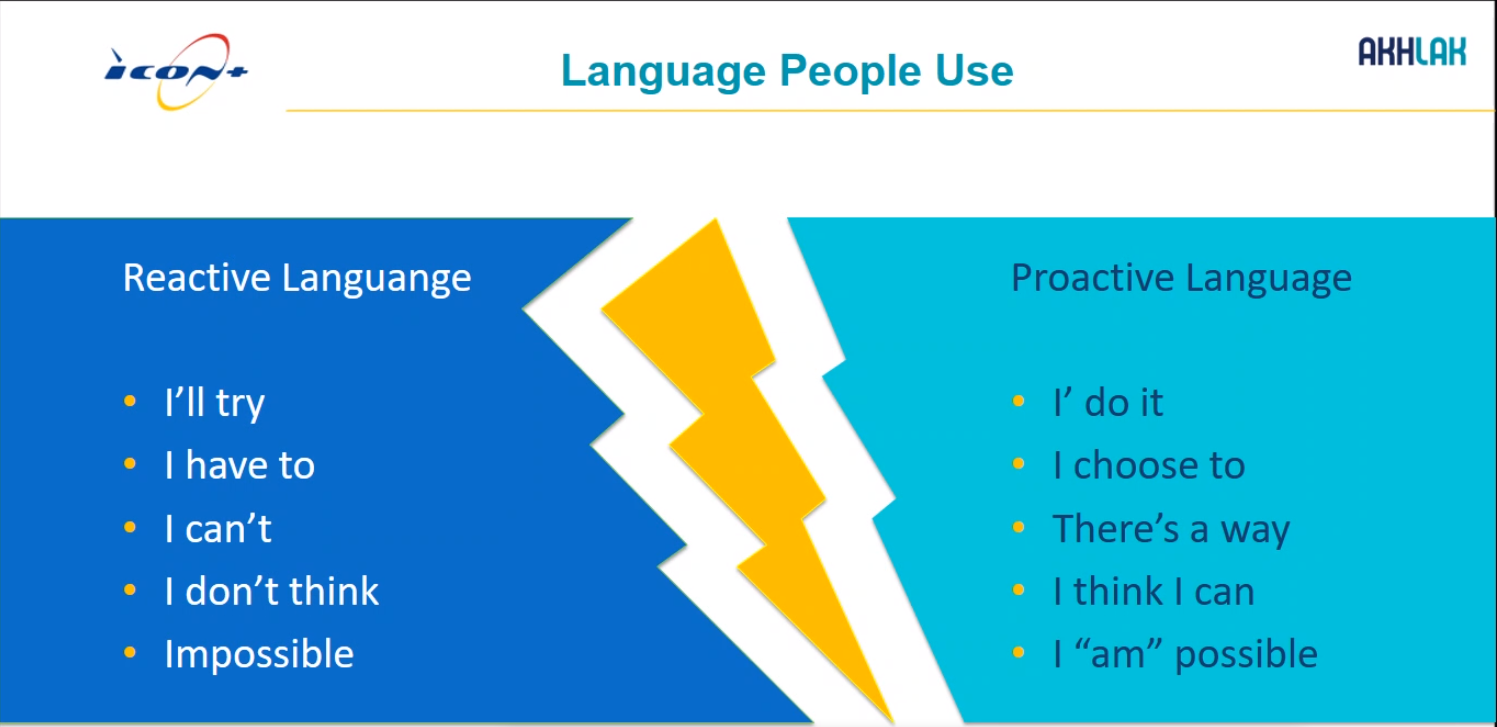 icon+
Language People Use
AKHLAK
Reactive Languange
• I’ll try
• I have to
• I can’t
• I don’t think
• Impossible
Proactive Language
• I’ do it
• I choose to
• There’s a way
• I think I can
• I “am” possible